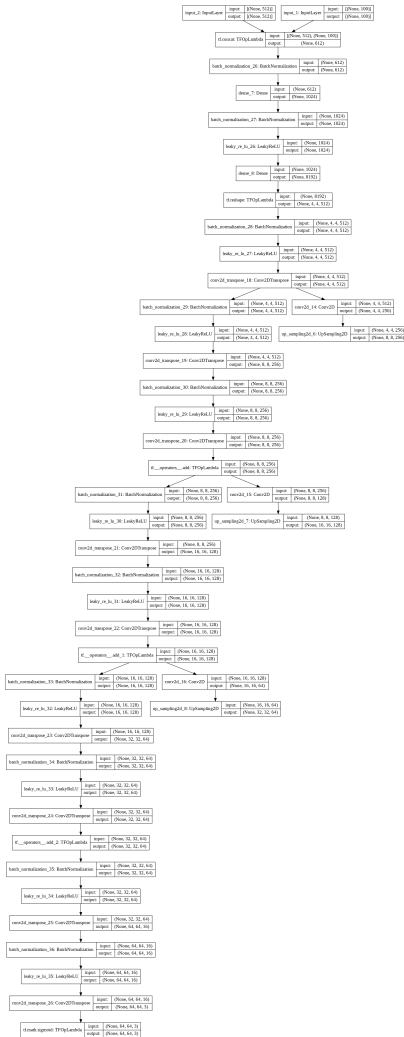 input_2: InputLayer input: [(None, 512)] output: [(None, 512)]
input_1: InputLayer input: [(None, 100)] output: [(None, 100)]
tf.concat: TFOpLambda input: [(None, 512), (None, 100)] output: (None, 612)
batch_normalization_26: BatchNormalization input: (None, 612) output: (None, 612)
dense_7: Dense input: (None, 612) output: (None, 1024)
batch_normalization_27: BatchNormalization input: (None, 1024) output: (None, 1024)
leaky_re_lu_26: LeakyReLU input: (None, 1024) output: (None, 1024)
dense_8: Dense input: (None, 1024) output: (None, 8192)
tf.reshape: TFOpLambda input: (None, 8192) output: (None, 4, 4, 512)
batch_normalization_28: BatchNormalization input: (None, 4, 4, 512) output: (None, 4, 4, 512)
leaky_re_lu_27: LeakyReLU input: (None, 4, 4, 512) output: (None, 4, 4, 512)
conv2d_transpose_18: Conv2DTranspose input: (None, 4, 4, 512) output: (None, 4, 4, 512)
batch_normalization_29: BatchNormalization input: (None, 4, 4, 512) output: (None, 4, 4, 512)
conv2d_14: Conv2D input: (None, 4, 4, 512) output: (None, 4, 4, 256)
leaky_re_lu_28: LeakyReLU input: (None, 4, 4, 512) output: (None, 4, 4, 512)
up_sampling2d_6: UpSampling2D input: (None, 4, 4, 256) output: (None, 8, 8, 256)
conv2d_transpose_19: Conv2DTranspose input: (None, 4, 4, 512) output: (None, 8, 8, 256)
batch_normalization_30: BatchNormalization input: (None, 8, 8, 256) output: (None, 8, 8, 256)
leaky_re_lu_29: LeakyReLU input: (None, 8, 8, 256) output: (None, 8, 8, 256)
conv2d_transpose_20: Conv2DTranspose input: (None, 8, 8, 256) output: (None, 8, 8, 256)
tf.__operators__.add: TFOpLambda input: (None, 8, 8, 256) output: (None, 8, 8, 256)
batch_normalization_31: BatchNormalization input: (None, 8, 8, 256) output: (None, 8, 8, 256)
conv2d_15: Conv2D input: (None, 8, 8, 256) output: (None, 8, 8, 128)
leaky_re_lu_30: LeakyReLU input: (None, 8, 8, 256) output: (None, 8, 8, 256)
up_sampling2d_7: UpSampling2D input: (None, 8, 8, 128) output: (None, 16, 16, 128)
conv2d_transpose_21: Conv2DTranspose input: (None, 8, 8, 256) output: (None, 16, 16, 128)
batch_normalization_32: BatchNormalization input: (None, 16, 16, 128) output: (None, 16, 16, 128)
leaky_re_lu_31: LeakyReLU input: (None, 16, 16, 128) output: (None, 16, 16, 128)
conv2d_transpose_22: Conv2DTranspose input: (None, 16, 16, 128) output: (None, 16, 16, 128)
tf.__operators__.add_1: TFOpLambda input: (None, 16, 16, 128) output: (None, 16, 16, 128)
batch_normalization_33: BatchNormalization input: (None, 16, 16, 128) output: (None, 16, 16, 128)
conv2d_16: Conv2D input: (None, 16, 16, 128) output: (None, 16, 16, 64)
leaky_re_lu_32: LeakyReLU input: (None, 16, 16, 128) output: (None, 16, 16, 128)
up_sampling2d_8: UpSampling2D input: (None, 16, 16, 64) output: (None, 32, 32, 64)
conv2d_transpose_23: Conv2DTranspose input: (None, 16, 16, 128) output: (None, 32, 32, 64)
batch_normalization_34: BatchNormalization input: (None, 32, 32, 64) output: (None, 32, 32, 64)
leaky_re_lu_33: LeakyReLU input: (None, 32, 32, 64) output: (None, 32, 32, 64)
conv2d_transpose_24: Conv2DTranspose input: (None, 32, 32, 64) output: (None, 32, 32, 64)
tf.__operators__.add_2: TFOpLambda input: (None, 32, 32, 64) output: (None, 32, 32, 64)
batch_normalization_35: BatchNormalization input: (None, 32, 32, 64) output: (None, 32, 32, 64)
leaky_re_lu_34: LeakyReLU input: (None, 32, 32, 64) output: (None, 32, 32, 64)
conv2d_transpose_25: Conv2DTranspose input: (None, 32, 32, 64) output: (None, 64, 64, 16)
batch_normalization_36: BatchNormalization input: (None, 64, 64, 16) output: (None, 64, 64, 16)
leaky_re_lu_35: LeakyReLU input: (None, 64, 64, 16) output: (None, 64, 64, 16)
conv2d_transpose_26: Conv2DTranspose input: (None, 64, 64, 16) output: (None, 64, 64, 3)
tf.math.sigmoid: TFOpLambda input: (None, 64, 64, 3) output: (None, 64, 64, 3)